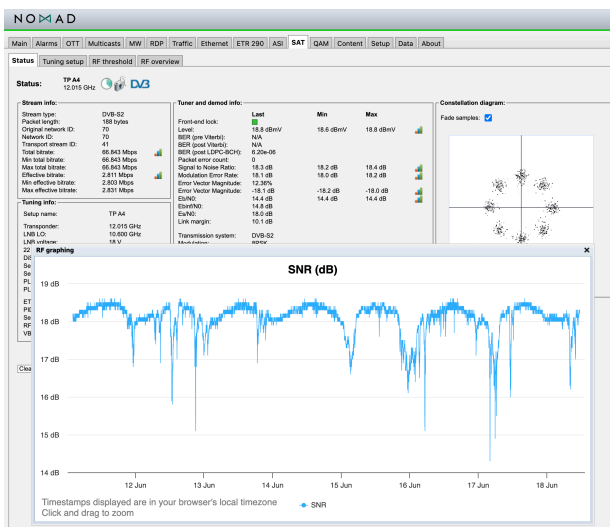 NOMAD
Main Alarms OTT Multicasts MW RDP Traffic Ethernet ETR 290 ASI SAT QAM Content Setup Data About
Status Tuning setup RF threshold RF overview
Status: TP A4
12.015 GHz
DVB
Stream info:
Stream type: DVB-S2
Packet length: 188 bytes
Original network ID: 70
Network ID: 70
Transport stream ID: 41
Total bitrate: 66.843 Mbps
Min total bitrate: 66.843 Mbps
Max total bitrate: 66.843 Mbps
Effective bitrate: 2.811 Mbps
Min effective bitrate: 2.803 Mbps
Max effective bitrate: 2.831 Mbps
Tuning info:
Setup name: TP A4
Transponder: 12.015 GHz
LNB LO: 10.600 GHz
LNB voltage: 18 V
22
Se
Se
PL
PL
ET
PE
Se
RF
VB
Clea
Tuner and demod info:
Last Min Max
Front-end lock:
Level: 18.8 dBmV 18.6 dBmV 18.8 dBmV
BER (pre Viterbi): N/A
BER (post Viterbi): N/A
BER (post LDPC-BCH): 6.20e-06
Packet error count: 0
Signal to Noise Ratio: 18.3 dB 18.2 dB 18.4 dB
Modulation Error Rate: 18.1 dB 18.0 dB 18.2 dB
Error Vector Magnitude: 12.36%
Error Vector Magnitude: -18.1 dB -18.2 dB -18.0 dB
Eb/N0: 14.4 dB 14.4 dB 14.4 dB
Ebinf/N0: 14.8 dB
Es/N0: 18.0 dB
Link margin: 10.1 dB
Transmission system: DVB-S2
Modulation: 8PSK
Constellation diagram:
Fade samples:
RF graphing
SNR (dB)
19 dB
18 dB
17 dB
16 dB
15 dB
14 dB
12 Jun 13 Jun 14 Jun 15 Jun 16 Jun 17 Jun 18 Jun
Timestamps displayed are in your browser's local timezone
Click and drag to zoom
SNR